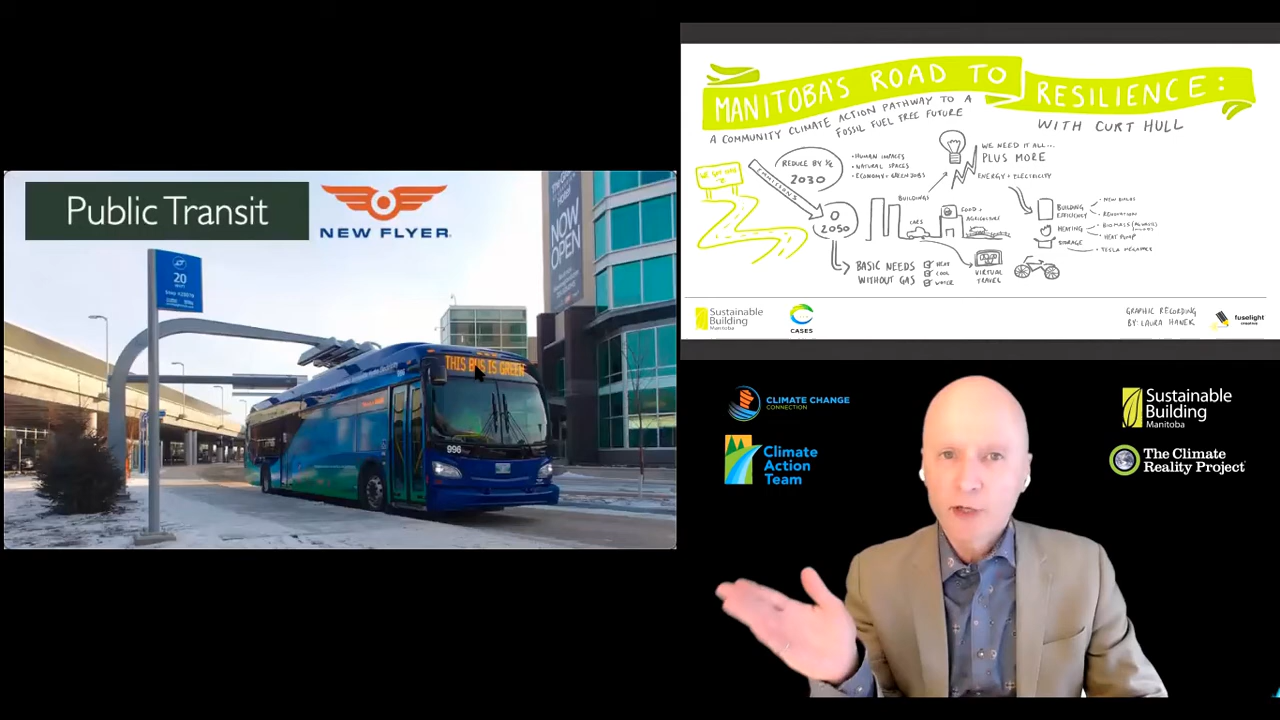 Public Transit
NEW FLYER
20
THIS BUS IS GREEN
996
NOW
OPEN
MANITOBA'S ROAD TO RESILIENCE:
A COMMUNITY CLIMATE ACTION PATHWAY TO A
FOSSIL FUEL FREE FUTURE
WITH CURT HULL
EMISSIONS
REDUCE BY 1/2
2030
0
2050
• HUMAN IMPACES
• NATURAL SPACES
• ECONOMY + GREEN JOBS
WE NEED IT ALL...
PLUS MORE
ENERGY + ELECTRICITY
BUILDINGS
CARS
FOOD +
AGRICULTURE
BUILDING
EFFICIENCY
NEW BUILDS
RENOVATION
HEATING
BIOMASS
HEAT PUMP
STORAGE
TESLA MEGAPACK
BASIC NEEDS
WITHOUT GAS
HEAT
COOL
WATER
VIRTUAL
TRAVEL
Sustainable
Building
Manitoba
CASES
GRAPHIC RECORDING
BY: LAURA HANEK
fuselight
creative
CLIMATE CHANGE
CONNECTION
Climate
Action
Team
Sustainable
Building
Manitoba
The Climate
Reality Project